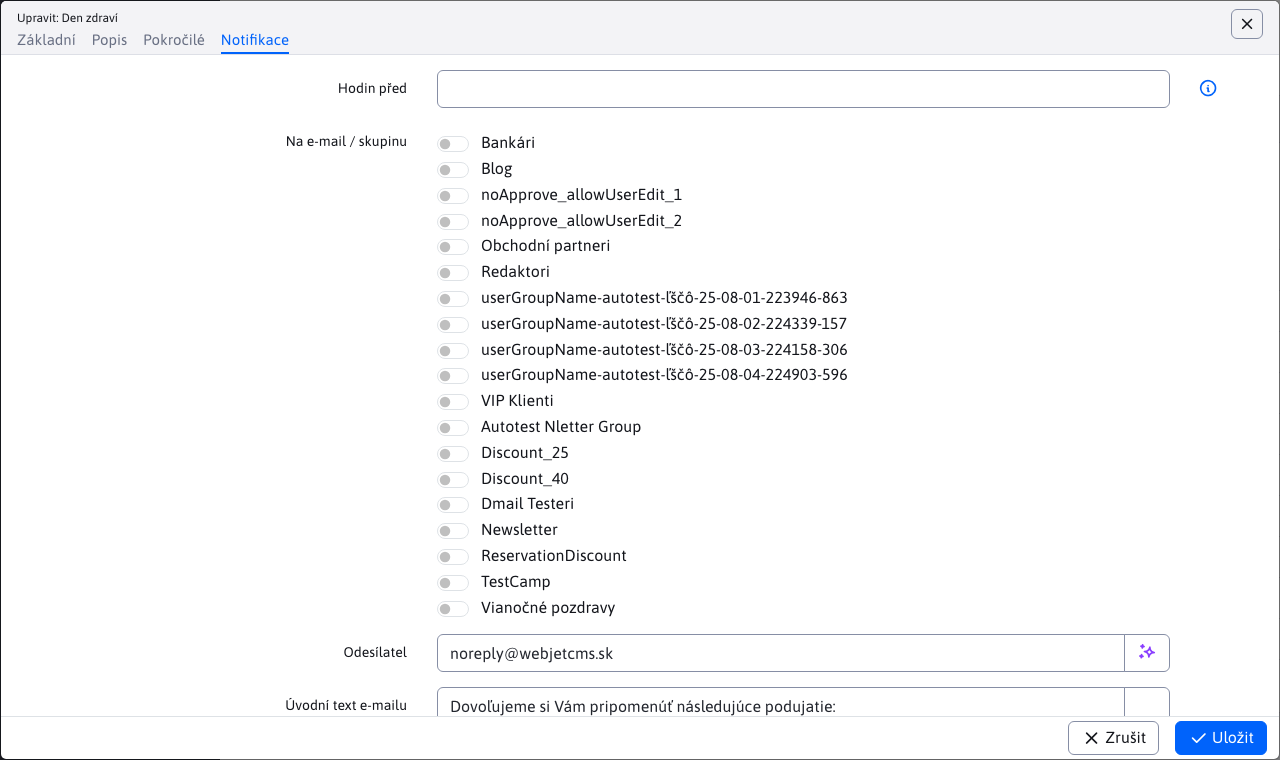 Upravit: Den zdraví
Základní Popis Pokročilé Notifikace
Hodin před
Na e-mail / skupinu
Bankári
Blog
noApprove_allowUserEdit_1
noApprove_allowUserEdit_2
Obchodní partneri
Redaktori
userGroupName-autotest-ľščô-25-08-01-223946-863
userGroupName-autotest-ľščô-25-08-02-224339-157
userGroupName-autotest-ľščô-25-08-03-224158-306
userGroupName-autotest-ľščô-25-08-04-224903-596
VIP Klienti
Autotest Nletter Group
Discount_25
Discount_40
Dmail Testeri
Newsletter
ReservationDiscount
TestCamp
Vianočné pozdravy
Odesílatel noreply@webjetcms.sk
Úvodní text e-mailu Dovoľujeme si Vám pripomenúť následujúce podujatie:
Zrušit Uložit